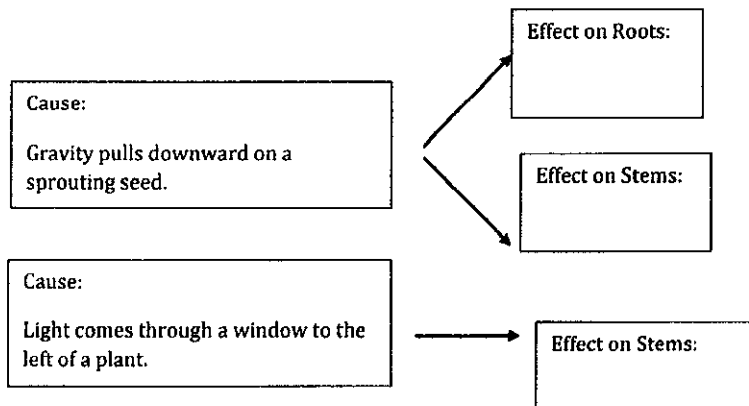 Effect on Roots:
Cause:
Gravity pulls downward on a
sprouting seed.
Effect on Stems:
Cause:
Light comes through a window to the
left of a plant.
Effect on Stems: